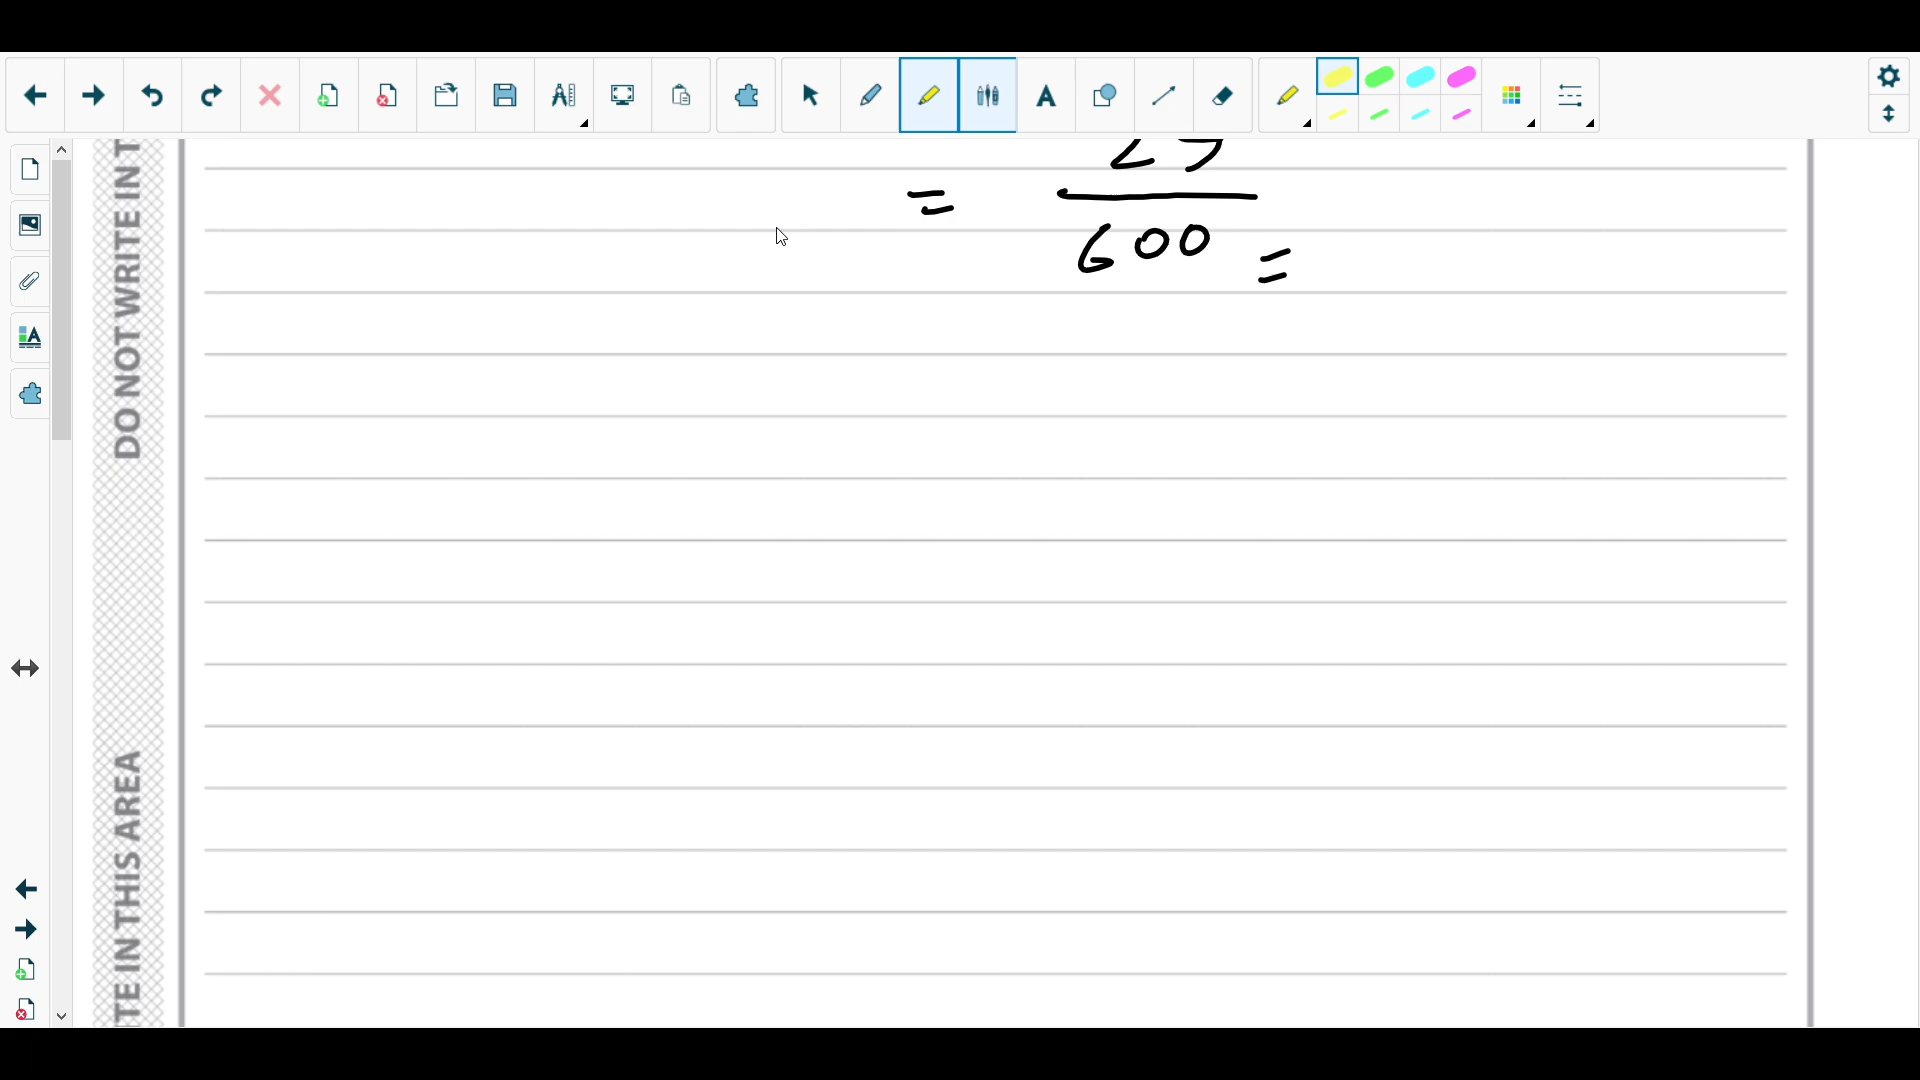 DO NOT WRITE IN T
=
600 =
TE IN THIS AREA